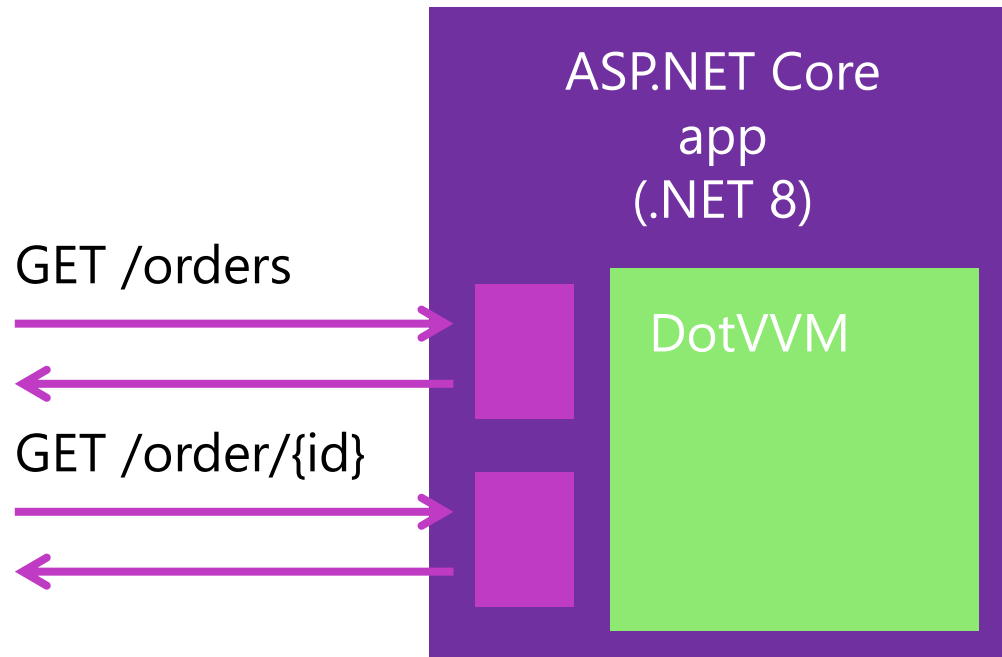 ASP.NET Core
app
(.NET 8)
GET /orders
DotVVM
GET /order/{id}